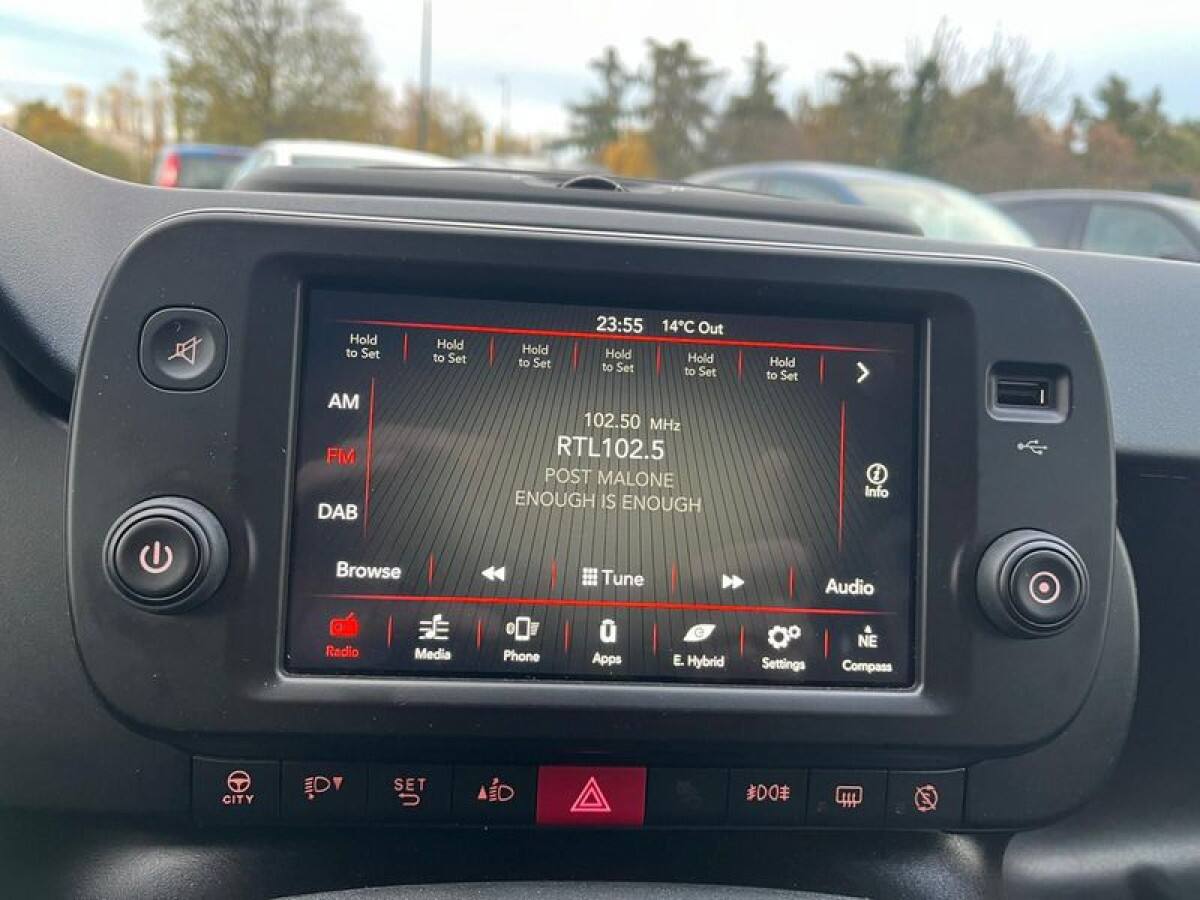 23:55 14°C Out
Hold to Set
Hold to Set
Hold to Set
Hold to Set
Hold to Set
Hold to Set
AM
102.50 MHz
RTL102.5
FM
POST MALONE
Info
ENOUGH IS ENOUGH
DAB
Browse
Tune
Audio
NE
Radio
Media
Phone
Apps
E. Hybrid
Settings
Compass
CITY
SET